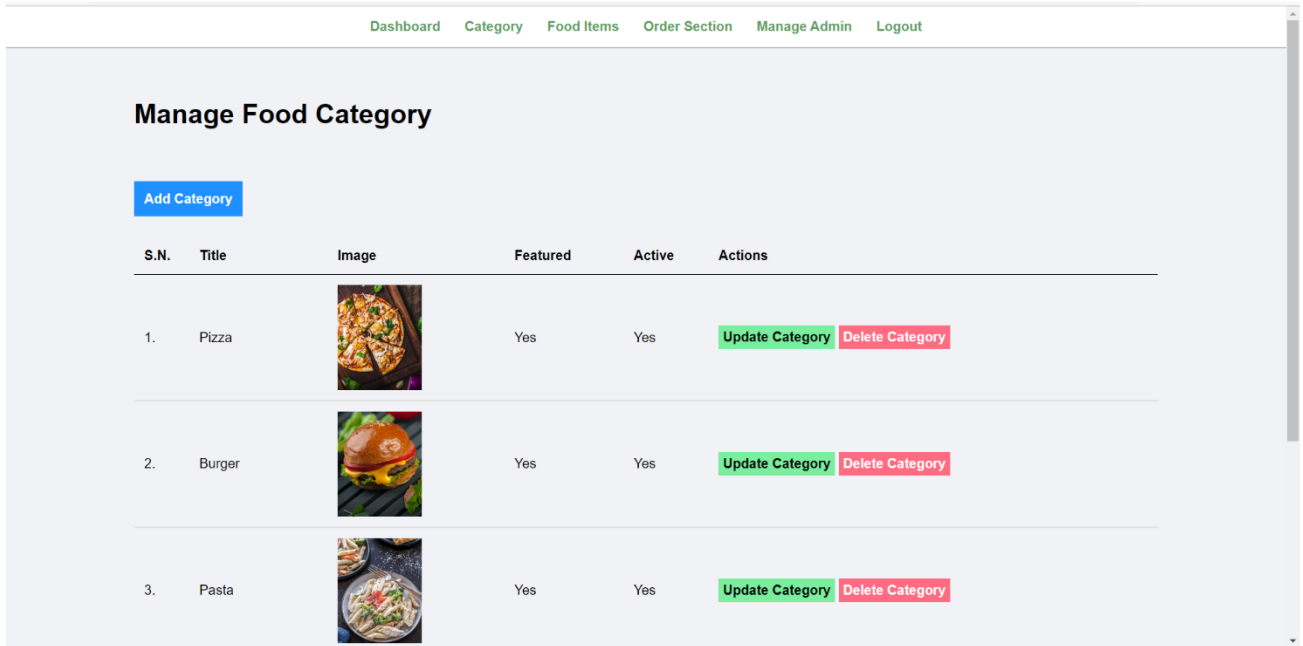 Dashboard Category Food Items Order Section Manage Admin Logout
Manage Food Category
Add Category
S.N. Title Image Featured Active Actions
1. Pizza Yes Yes Update Category Delete Category
2. Burger Yes Yes Update Category Delete Category
3. Pasta Yes Yes Update Category Delete Category